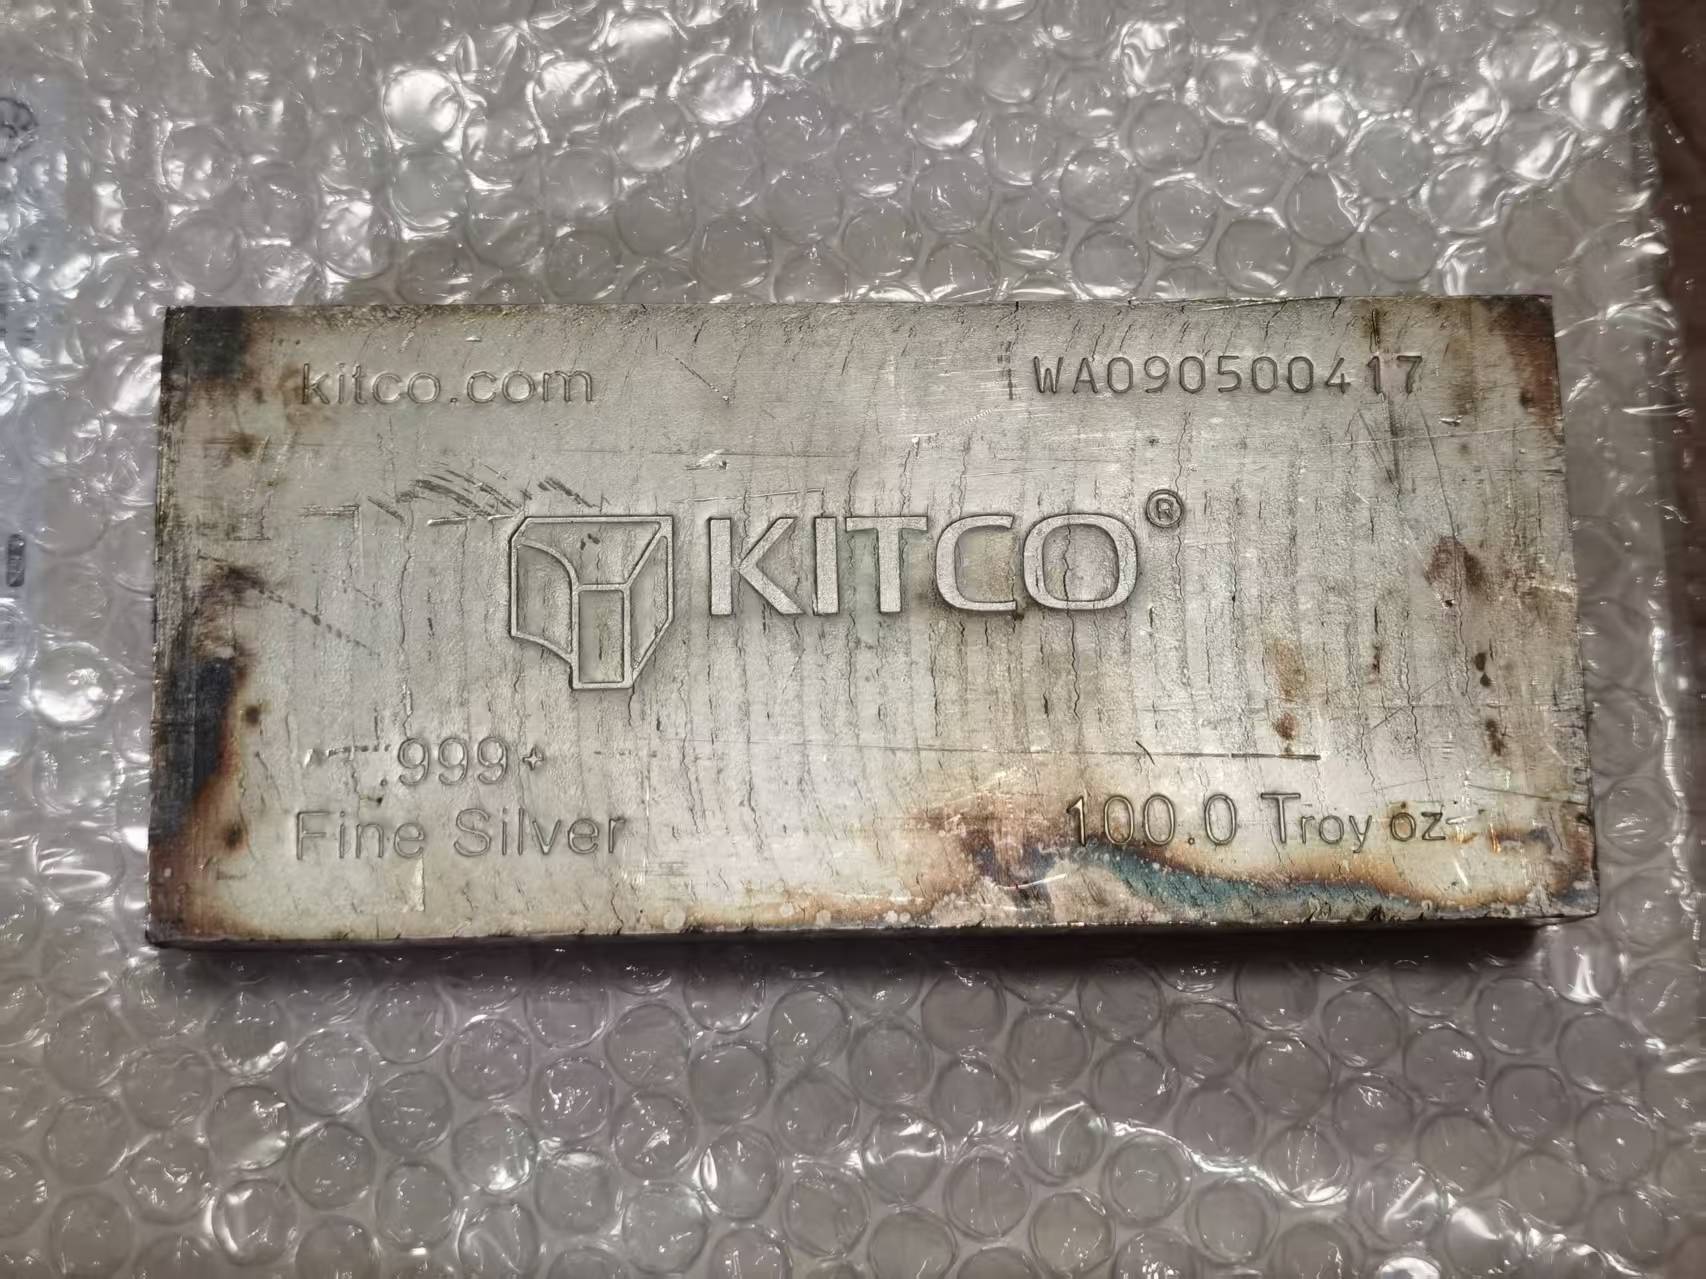 kitco.com
WA090500417
KITCO®
.999+
Fine Silver
100.0 Troy oz